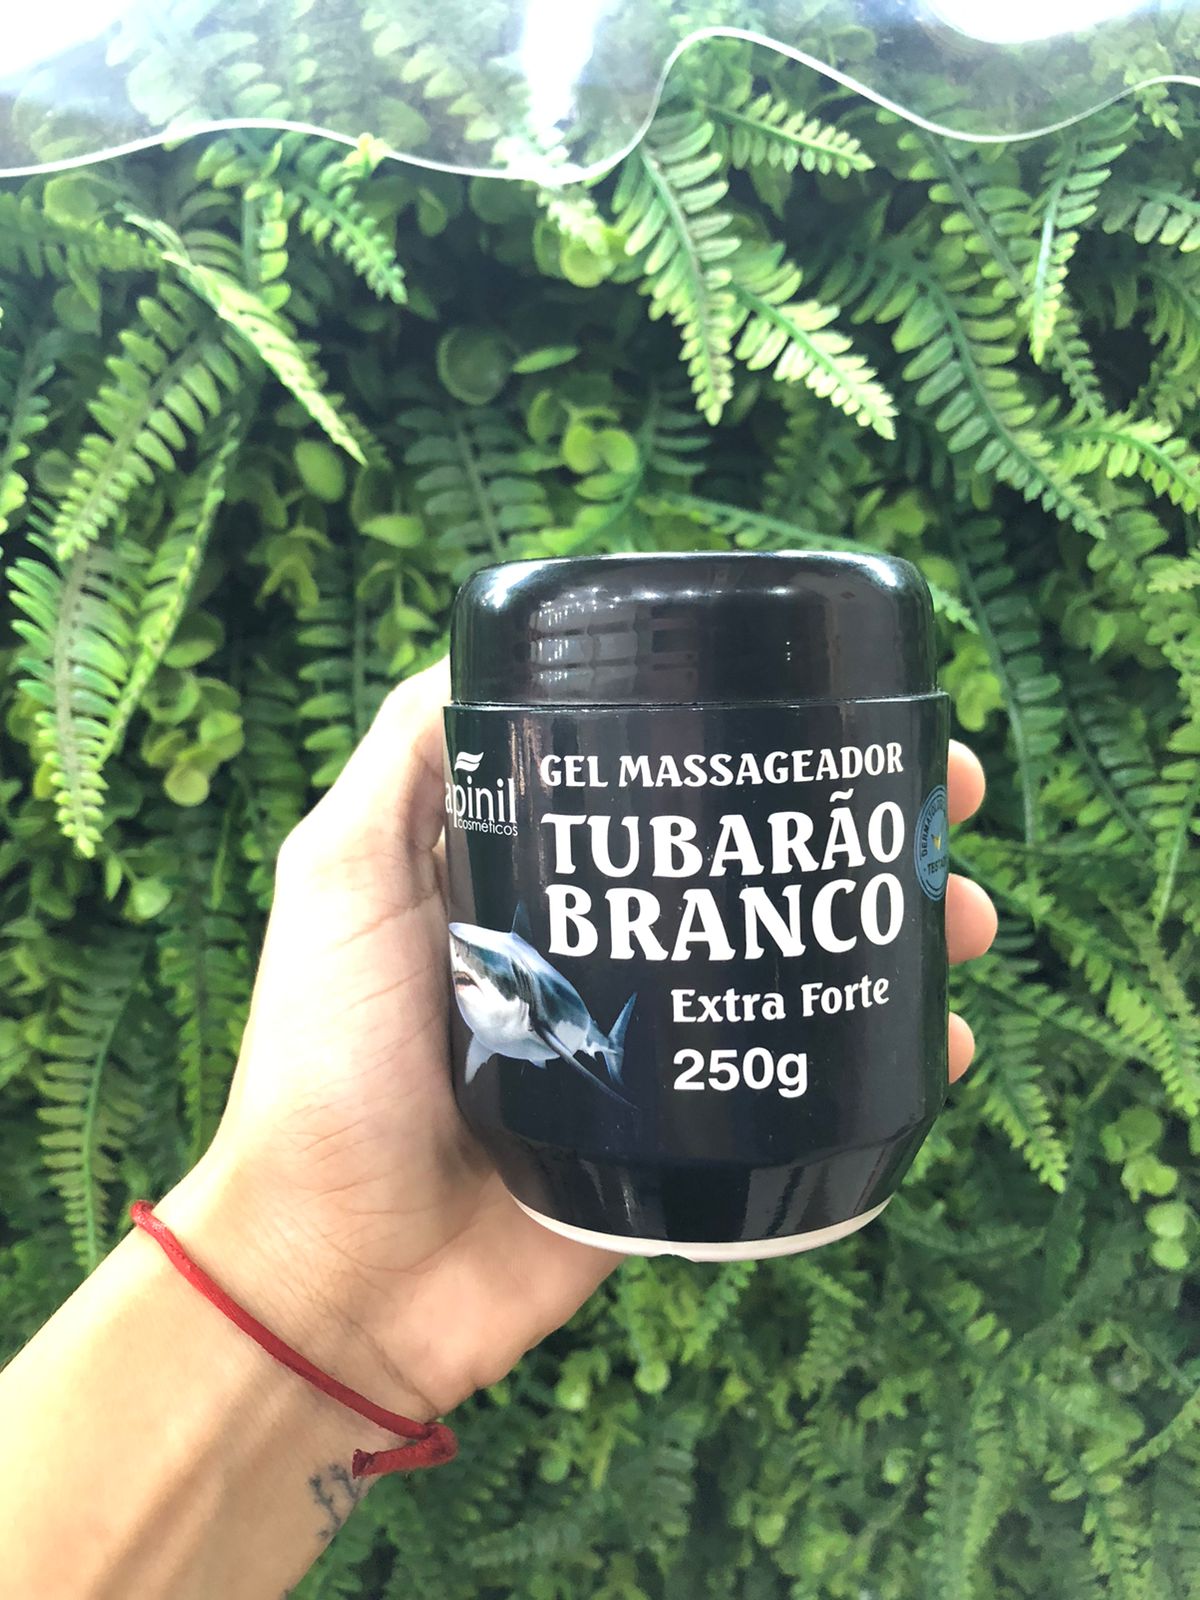 apinil
cosméticos
GEL MASSAGEADOR
TUBARÃO
BRANCO
Extra Forte
250g